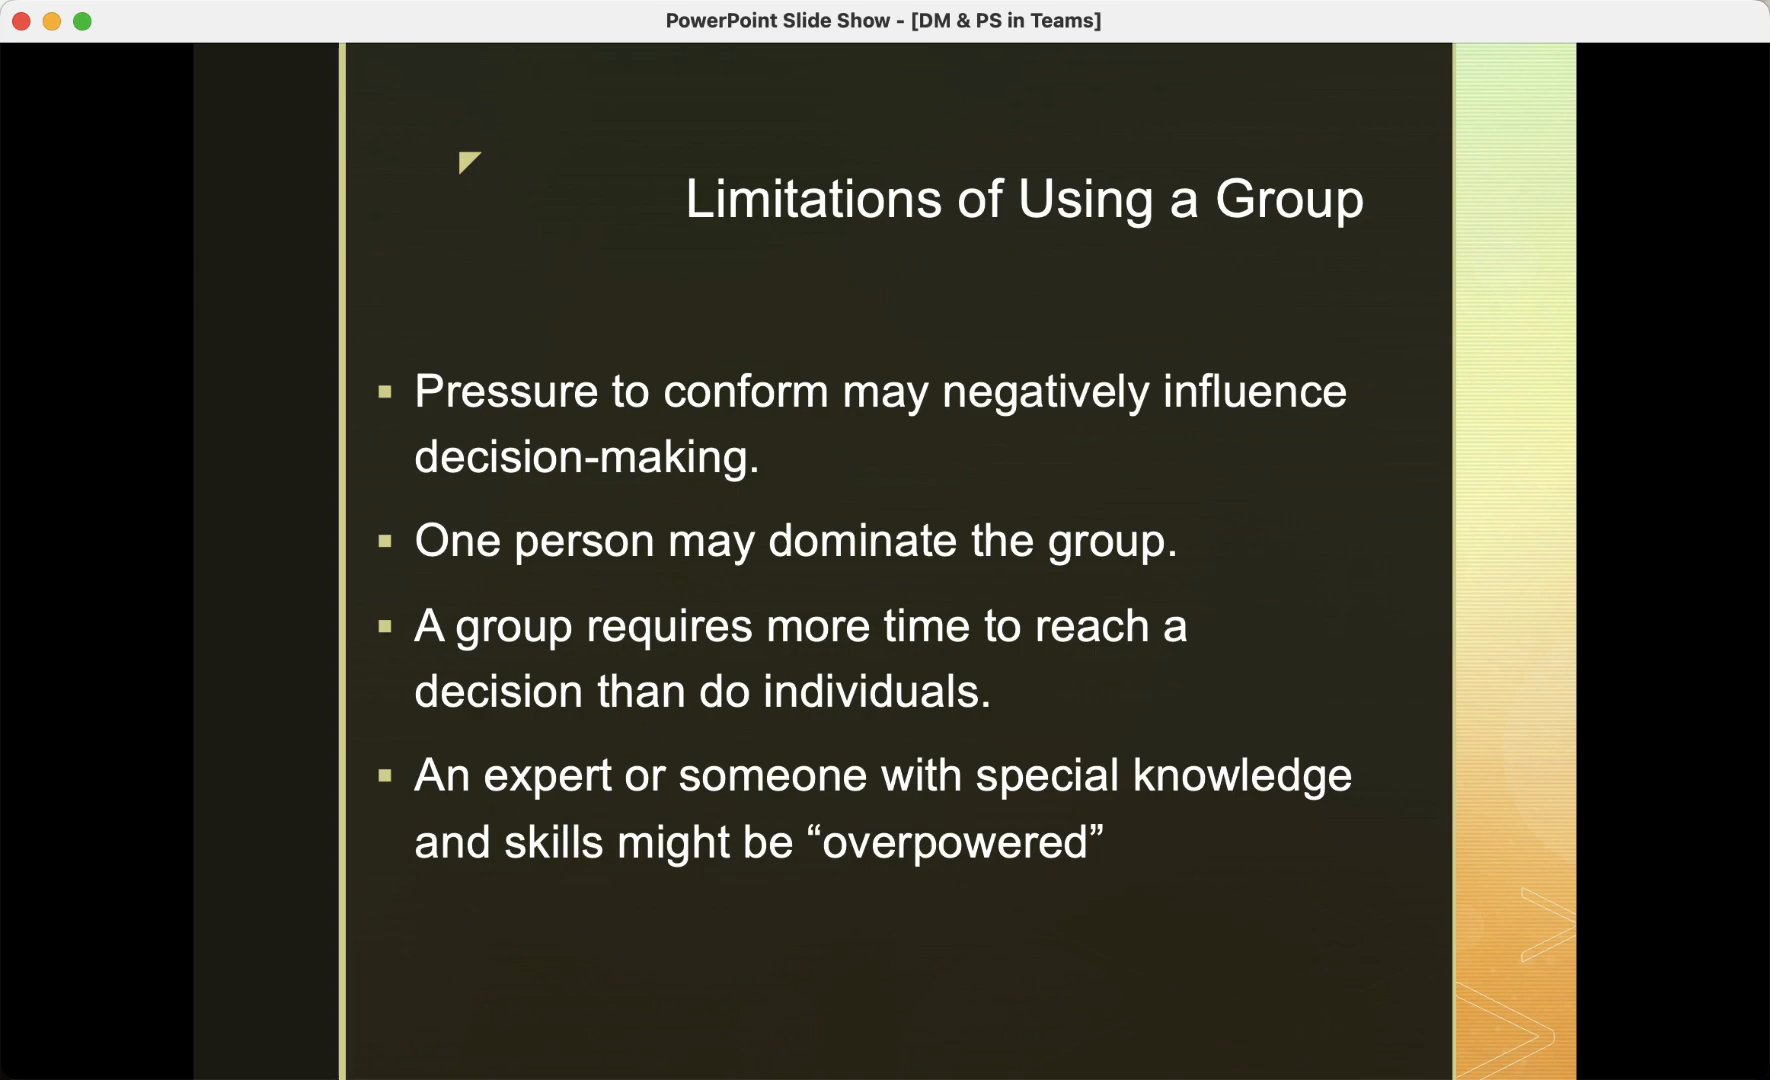 PowerPoint Slide Show - [DM & PS in Teams]
Limitations of Using a Group
▪ Pressure to conform may negatively influence
decision-making.
▪ One person may dominate the group.
▪ A group requires more time to reach a
decision than do individuals.
▪ An expert or someone with special knowledge
and skills might be “overpowered”